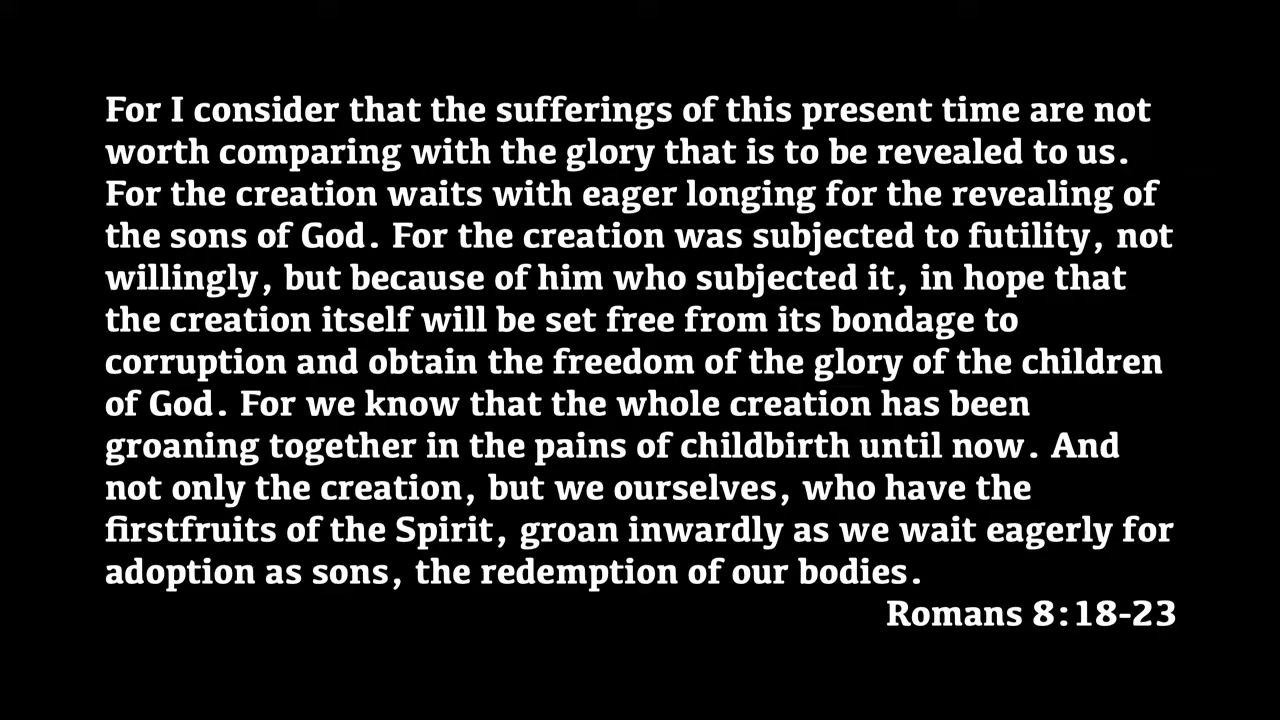 For I consider that the sufferings of this present time are not
worth comparing with the glory that is to be revealed to us.
For the creation waits with eager longing for the revealing of
the sons of God. For the creation was subjected to futility, not
willingly, but because of him who subjected it, in hope that
the creation itself will be set free from its bondage to
corruption and obtain the freedom of the glory of the children
of God. For we know that the whole creation has been
groaning together in the pains of childbirth until now. And
not only the creation, but we ourselves, who have the
firstfruits of the Spirit, groan inwardly as we wait eagerly for
adoption as sons, the redemption of our bodies.
Romans 8:18-23